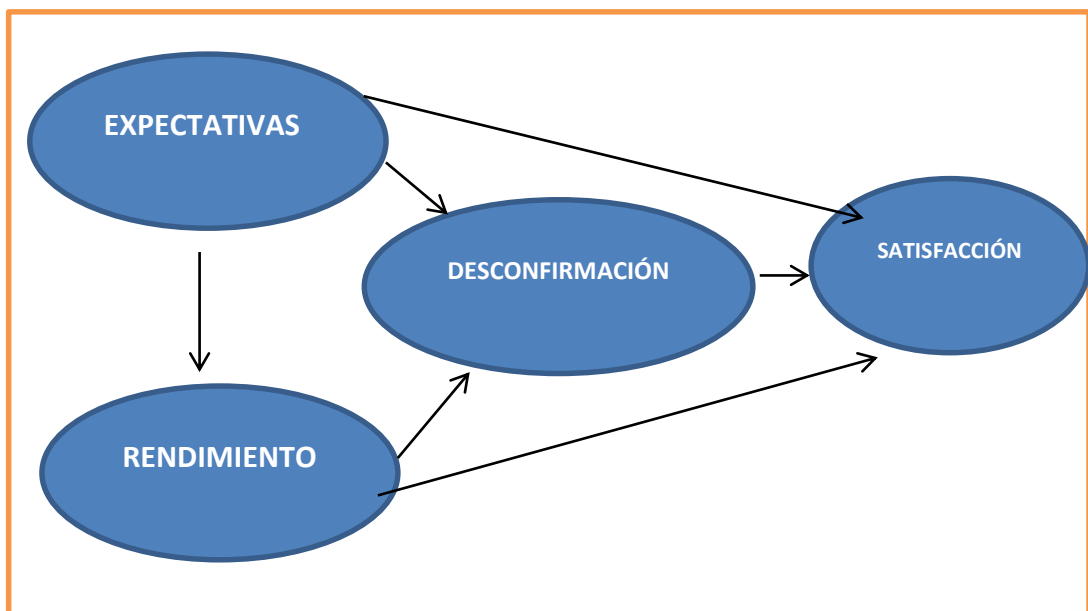 EXPECTATIVAS
DESCONFIRMACIÓN
SATISFACCIÓN
RENDIMIENTO